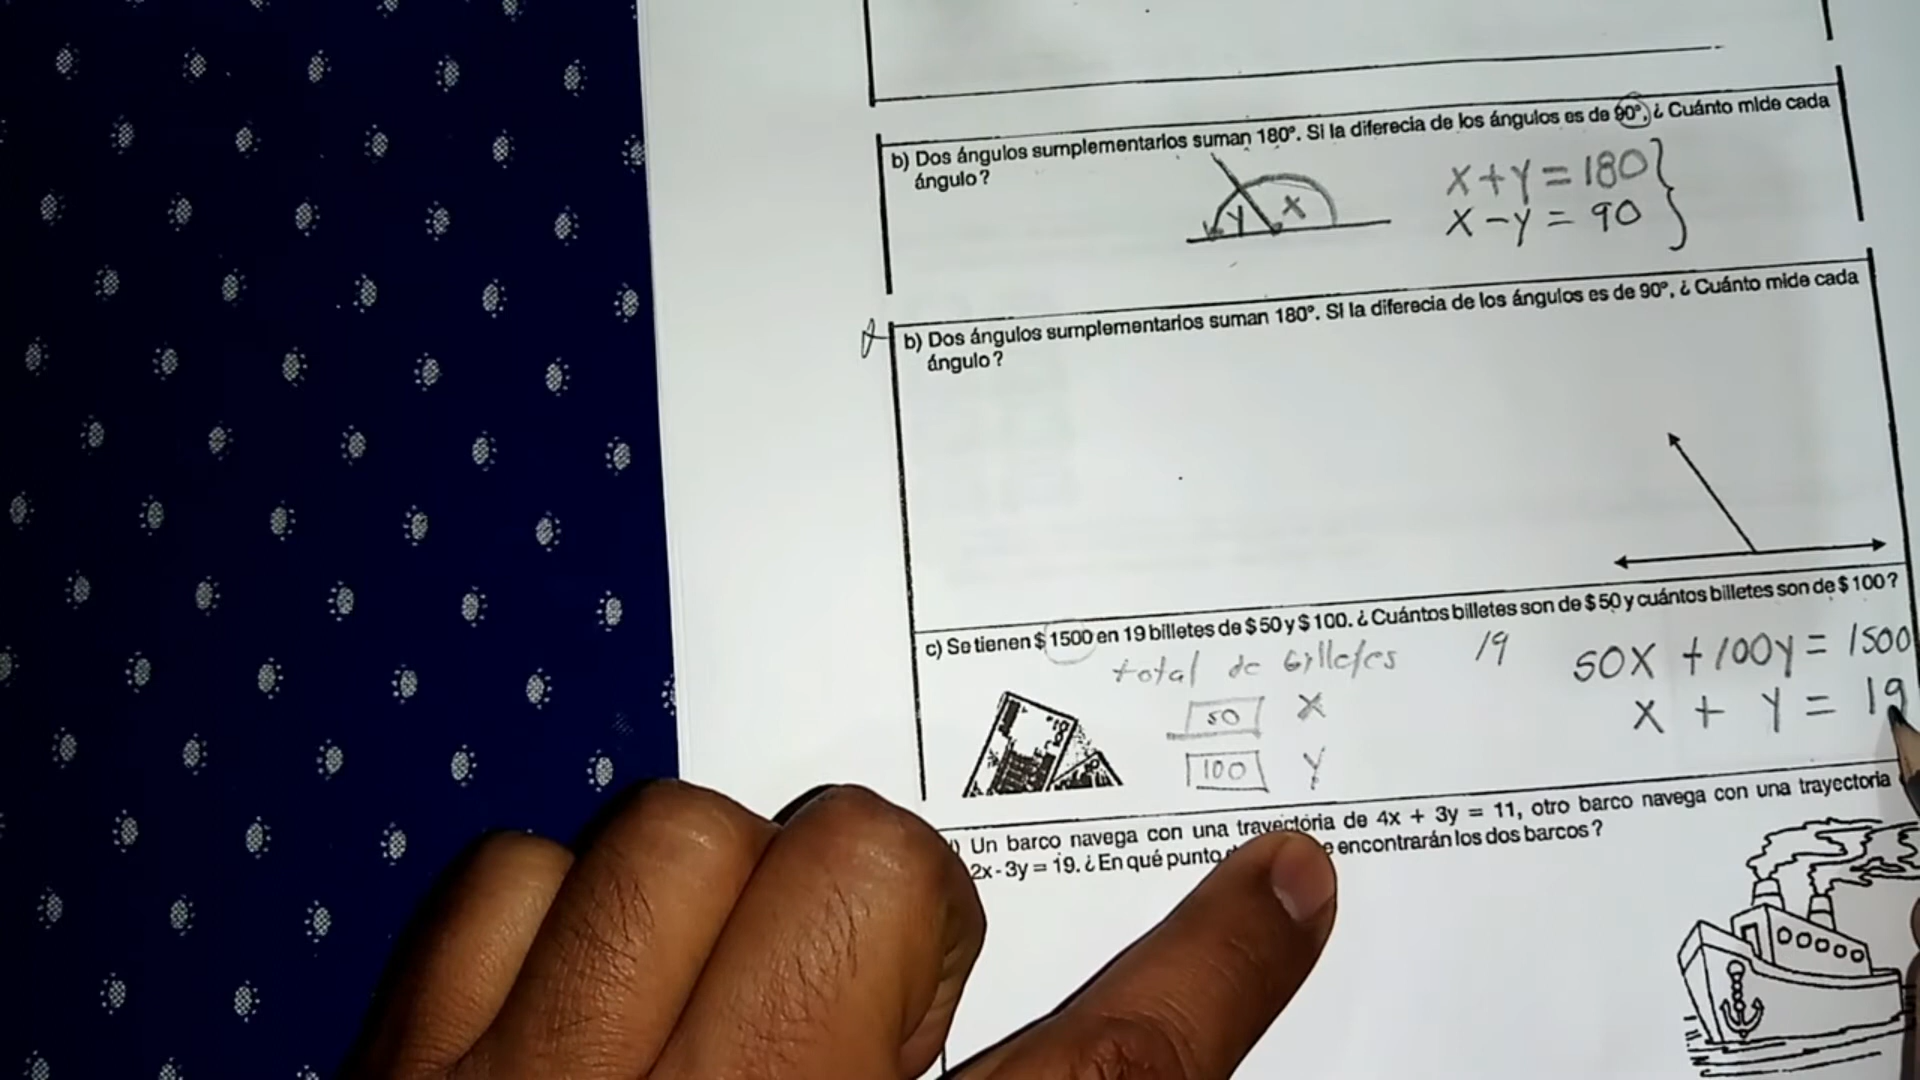 b) Dos ángulos sumplementarios suman 180°. Si la diferecia de los ángulos es de 90°, ¿ Cuánto mide cada
ángulo?
Y X
X + Y = 180
X - Y = 90
b) Dos ángulos sumplementarios suman 180°. Si la diferecia de los ángulos es de 90°, ¿ Cuánto mide cada
ángulo?
c) Se tienen $ 1500 en 19 billetes de $ 50 y $ 100. ¿ Cuántos billetes son de $ 50 y cuántos billetes son de $ 100?
total de billetes 19
50 X
100 Y
50X + 100Y = 1500
X + Y = 19
Un barco navega con una trayectoria de 4x + 3y = 11, otro barco navega con una trayectoria
2x - 3y = 19. ¿ En qué punto encontrarán los dos barcos?